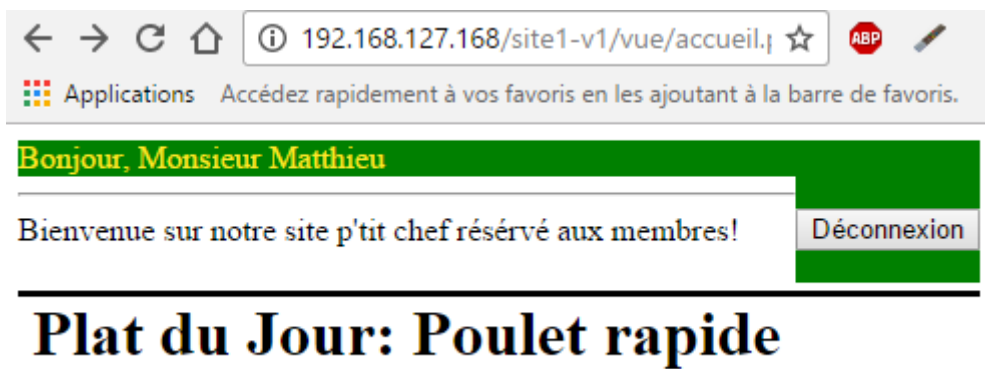 192.168.127.168/site1-v1/vue/accueil.p
ABP
Applications Accédez rapidement à vos favoris en les ajoutant à la barre de favoris.
Bonjour, Monsieur Matthieu
Bienvenue sur notre site p'tit chef résérvé aux membres!
Déconnexion
Plat du Jour: Poulet rapide